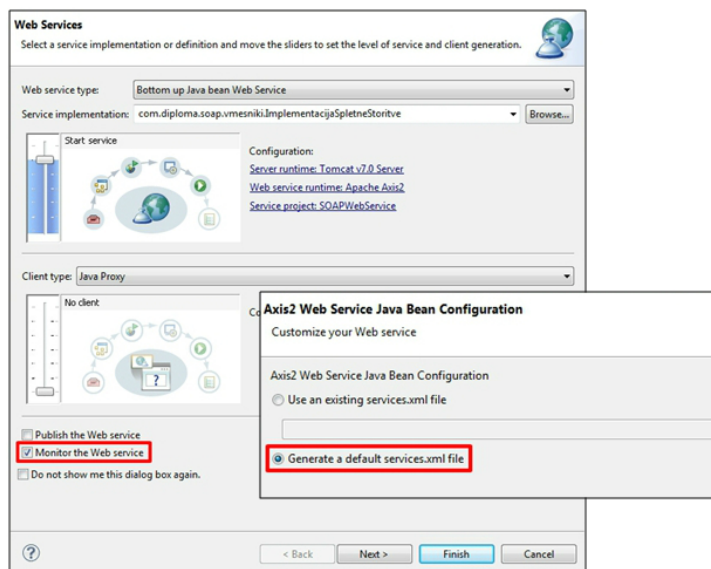 Web Services
Select a service implementation or definition and move the sliders to set the level of service and client generation.
Web service type:
Bottom up Java bean Web Service
Service implementation:
com.diploma.soap.vmesniki.ImplementacijaSpletneStoritve
Browse...
Start service
Configuration:
Server runtime: Tomcat v7.0 Server
Web service runtime: Apache Axis2
Service project: SOAPWebService
Client type:
Java Proxy
No client
Co
Axis2 Web Service Java Bean Configuration
Customize your Web service
Axis2 Web Service Java Bean Configuration
Use an existing services.xml file
Generate a default services.xml file
Publish the Web service
Monitor the Web service
Do not show me this dialog box again.
?
< Back
Next >
Finish
Cancel